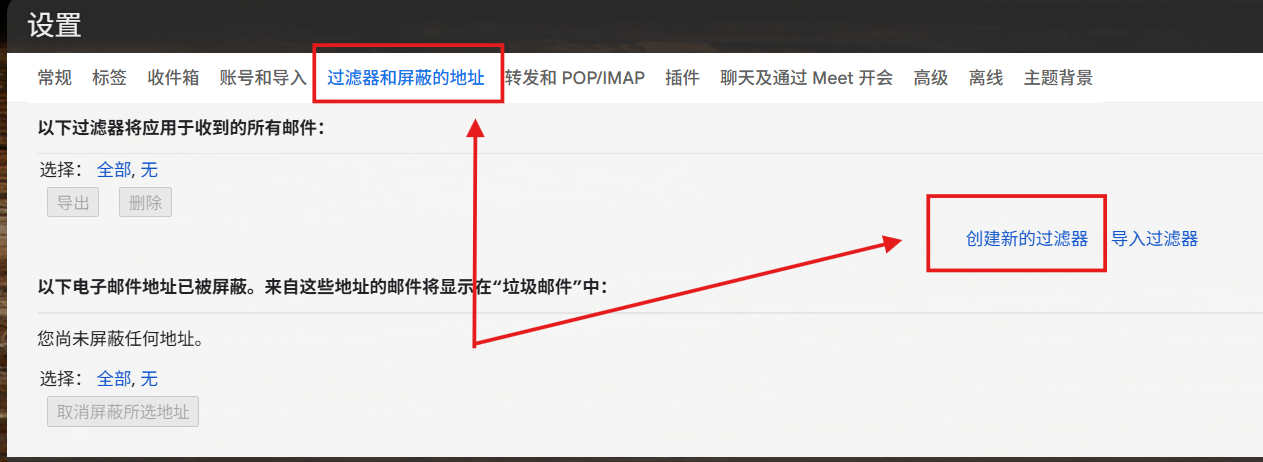 设置
常规 标签 收件箱 账号和导入 过滤器和屏蔽的地址 转发和 POP/IMAP 插件 聊天及通过 Meet 开会 高级 离线 主题背景
以下过滤器将应用于收到的所有邮件：
选择： 全部, 无
导出 删除
创建新的过滤器 导入过滤器
以下电子邮件地址已被屏蔽。来自这些地址的邮件将显示在“垃圾邮件”中：
您尚未屏蔽任何地址。
选择： 全部, 无
取消屏蔽所选地址